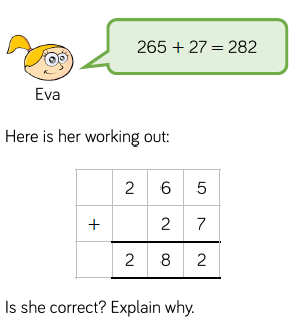 265 + 27 = 282
Eva
Here is her working out:
2 6 5
+ 2 7
2 8 2
Is she correct? Explain why.